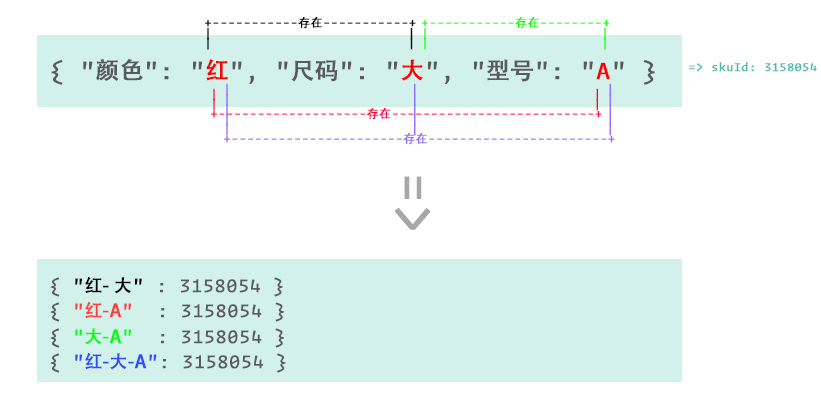 存在 存在
{ "颜色": "红", "尺码": "大", "型号": "A" } => skuId: 3158054
存在
存在
{ "红-大" : 3158054 }
{ "红-A" : 3158054 }
{ "大-A" : 3158054 }
{ "红-大-A": 3158054 }